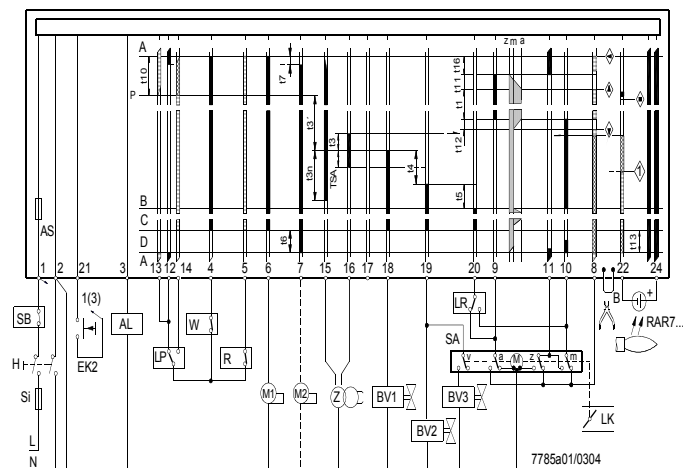 z m a
A
t10
P
t7
t3´
t3
t3n
TSA
t4
t5
t16
t11
t1
t12
1
B
C
D
A
t6
t13
AS
1 2 21 3 13 12 14 4 5 6 7 15 16 17 18 19 20 9 11 10 8 22 24
1(3)
SB
EK2
AL
LP
W
R
H
Si
L
N
M1
M2
Z
BV1
BV2
BV3
LR
SA
v a M z m
B
+
RAR7...
LK
7785a01/0304